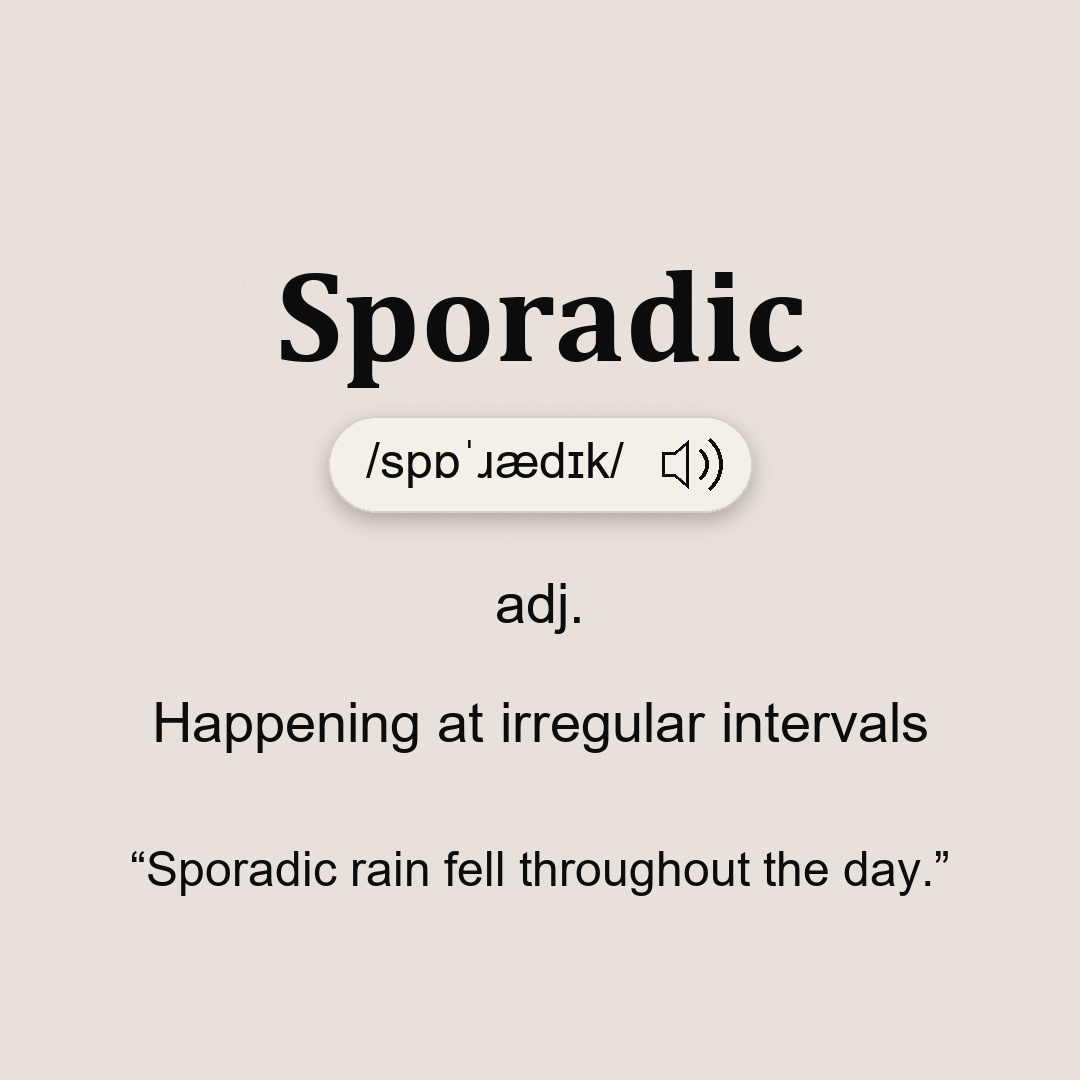 Sporadic
/spɒˈɹædɪk/
adj.
Happening at irregular intervals
“Sporadic rain fell throughout the day.”